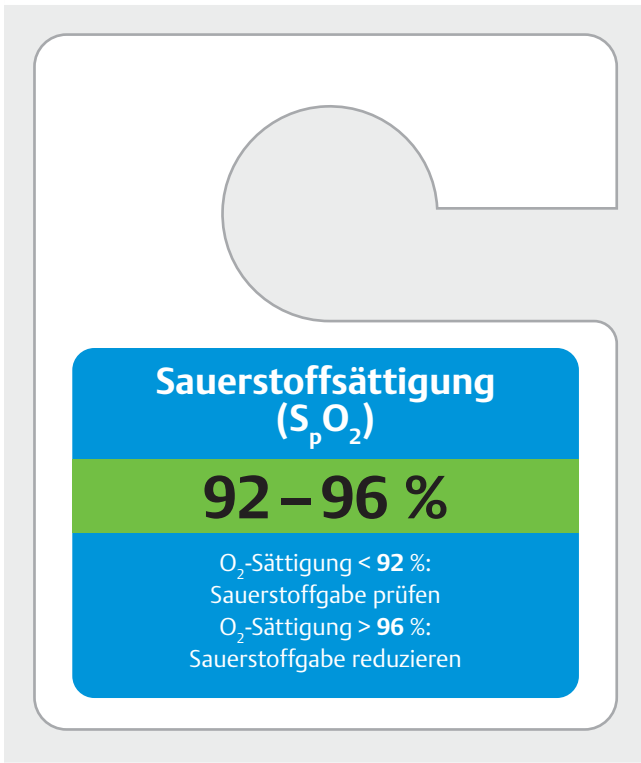 Sauerstoffsättigung
(SpO2)
92 – 96 %
O2-Sättigung < 92 %:
Sauerstoffgabe prüfen
O2-Sättigung > 96 %:
Sauerstoffgabe reduzieren